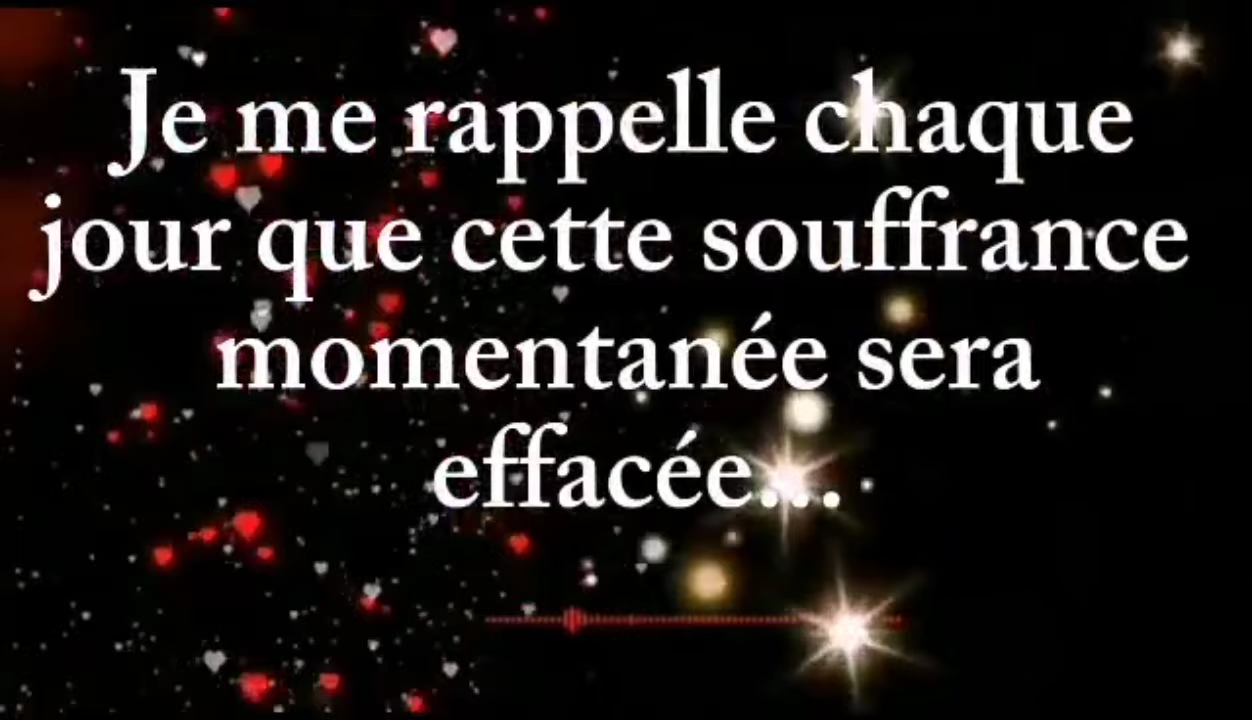 Je me rappelle chaque
jour que cette souffrance
momentanée sera
effacée...